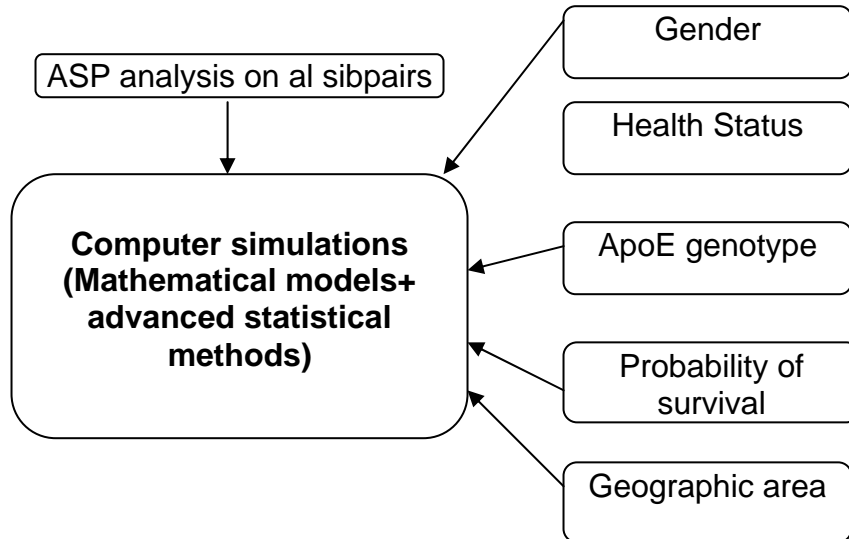 ASP analysis on al sibpairs
Computer simulations
(Mathematical models+
advanced statistical
methods)
Gender
Health Status
ApoE genotype
Probability of
survival
Geographic area